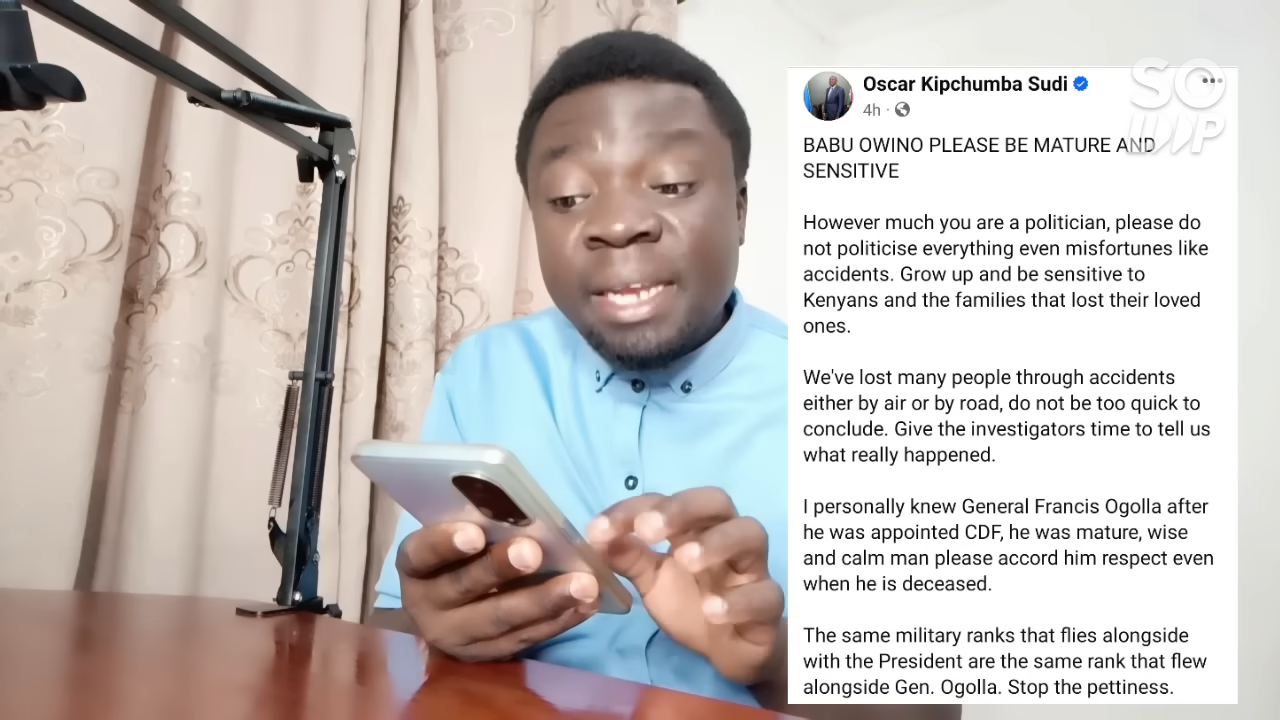 Oscar Kipchumba Sudi
4h
BABU OWINO PLEASE BE MATURE AND
SENSITIVE
However much you are a politician, please do
not politicise everything even misfortunes like
accidents. Grow up and be sensitive to
Kenyans and the families that lost their loved
ones.
We've lost many people through accidents
either by air or by road, do not be too quick to
conclude. Give the investigators time to tell us
what really happened.
I personally knew General Francis Ogolla after
he was appointed CDF, he was mature, wise
and calm man please accord him respect even
when he is deceased.
The same military ranks that flies alongside
with the President are the same rank that flew
alongside Gen. Ogolla. Stop the pettiness.